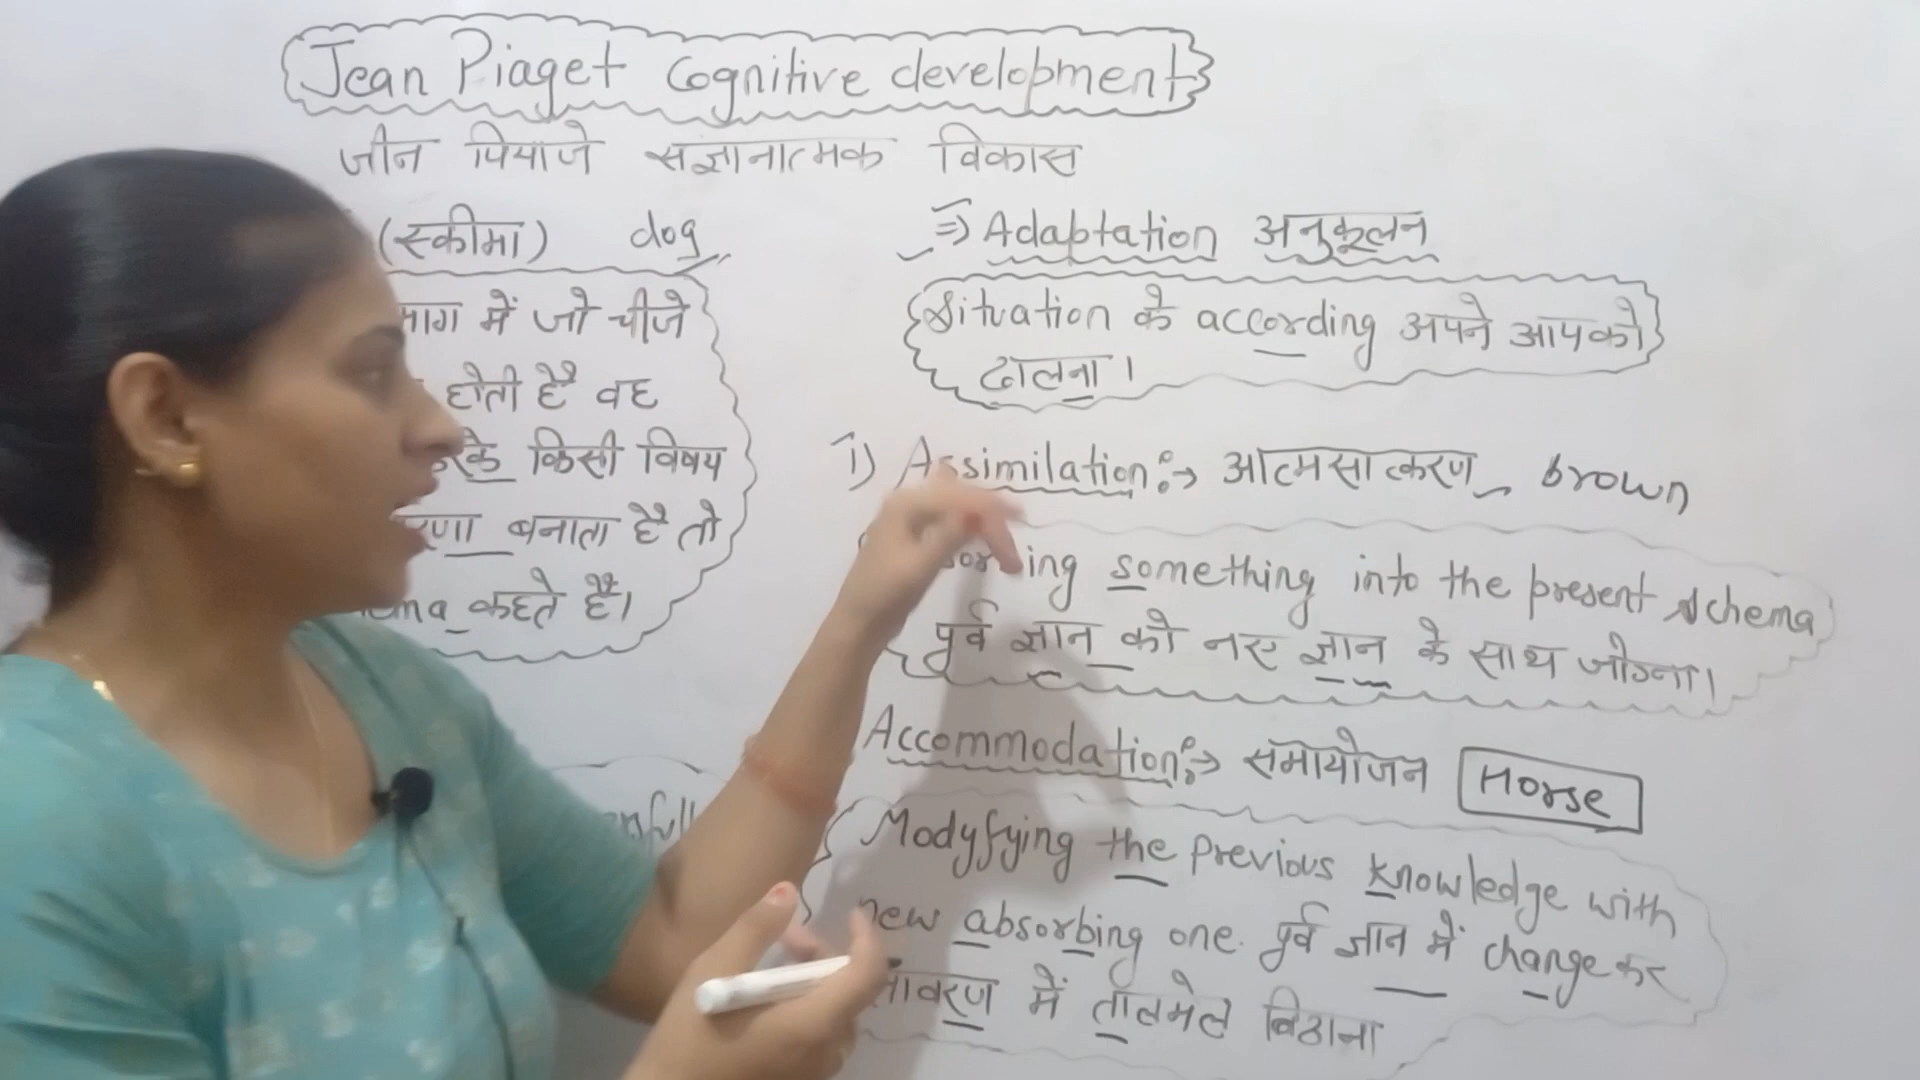 Jean Piaget Cognitive development
जीन पियाजे सज्ञानात्मक विकास
(स्कीमा) dog
में जो चीजे
होती है वह
किसी विषय
बनाता है तो
कहते है।
⇒ Adaptation अनुकूलन
Situation के according अपने आपको
ढालना।
i) Assimilation:→ आत्मसात्करण brown
something into the present schema
पूर्व ज्ञान को नए ज्ञान के साथ जोडना।
Accommodation:→ समायोजन Horse
Modyfying the previous knowledge with
new absorbing one. पूर्व ज्ञान में change कर
में तालमेल बिठाना